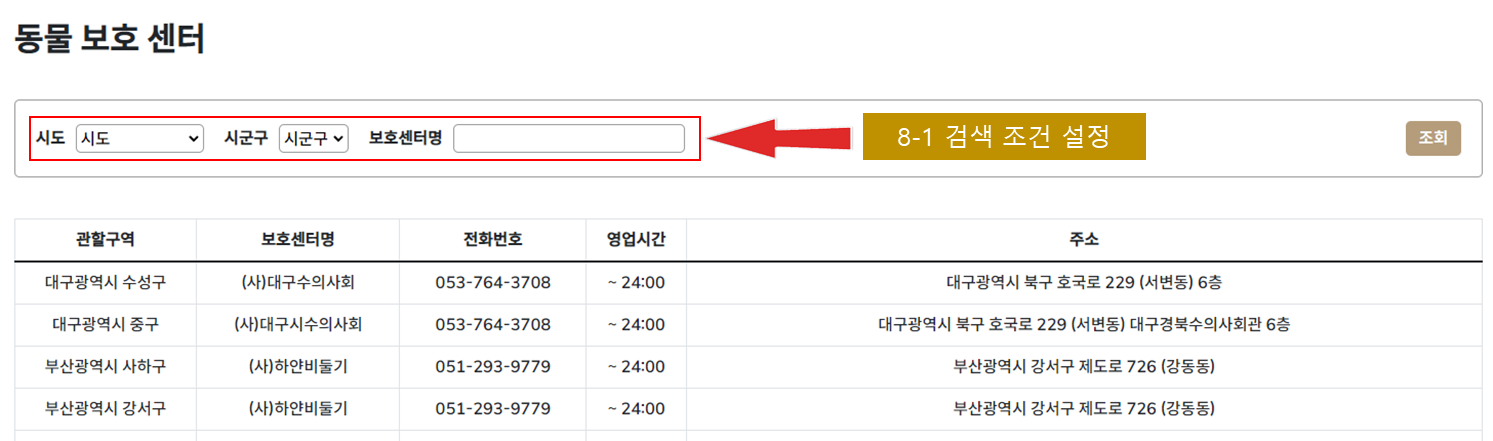 동물 보호 센터
시도 시도 시군구 시군구 보호센터명 8-1 검색 조건 설정 조회
관할구역 보호센터명 전화번호 영업시간 주소
대구광역시 수성구 (사)대구수의사회 053-764-3708 ~ 24:00 대구광역시 북구 호국로 229 (서변동) 6층
대구광역시 중구 (사)대구시수의사회 053-764-3708 ~ 24:00 대구광역시 북구 호국로 229 (서변동) 대구경북수의사회관 6층
부산광역시 사하구 (사)하얀비둘기 051-293-9779 ~ 24:00 부산광역시 강서구 제도로 726 (강동동)
부산광역시 강서구 (사)하얀비둘기 051-293-9779 ~ 24:00 부산광역시 강서구 제도로 726 (강동동)